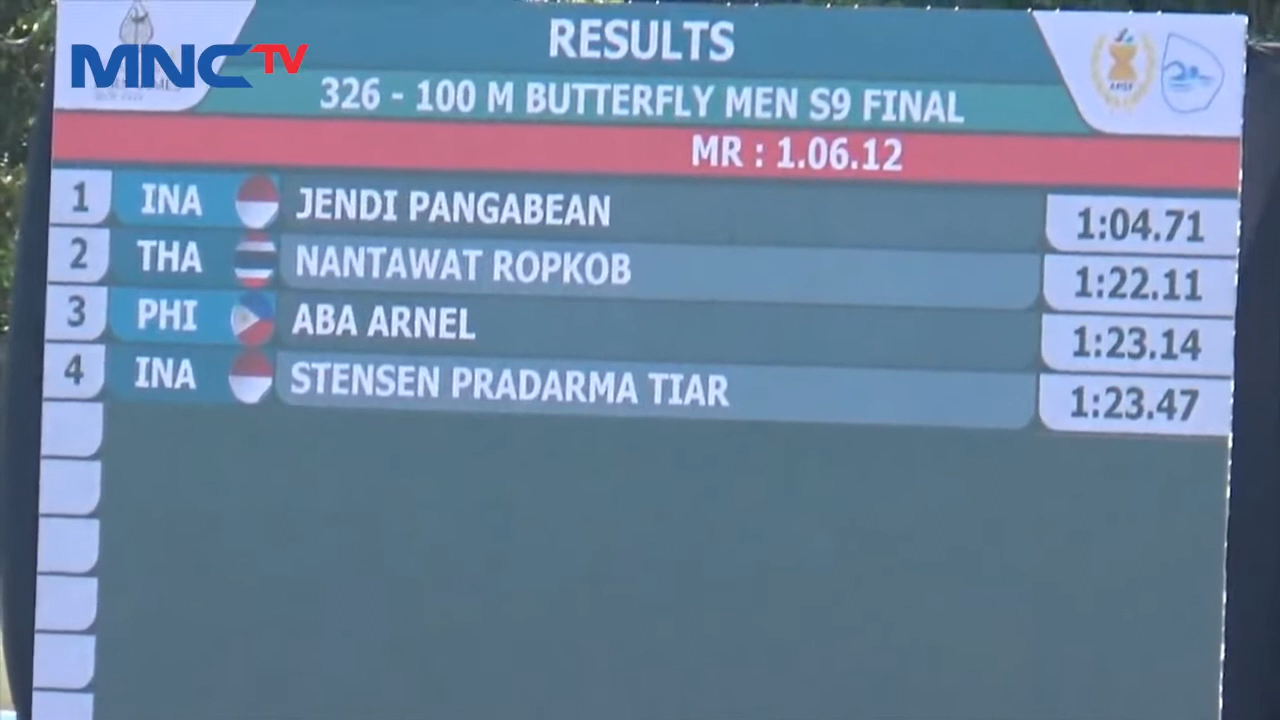 MNCTV
RESULTS
326 - 100 M BUTTERFLY MEN S9 FINAL
MR : 1.06.12
1 INA JENDI PANGABEAN 1:04.71
2 THA NANTAWAT ROPKOB 1:22.11
3 PHI ABA ARNEL 1:23.14
4 INA STENSEN PRADARMA TIAR 1:23.47